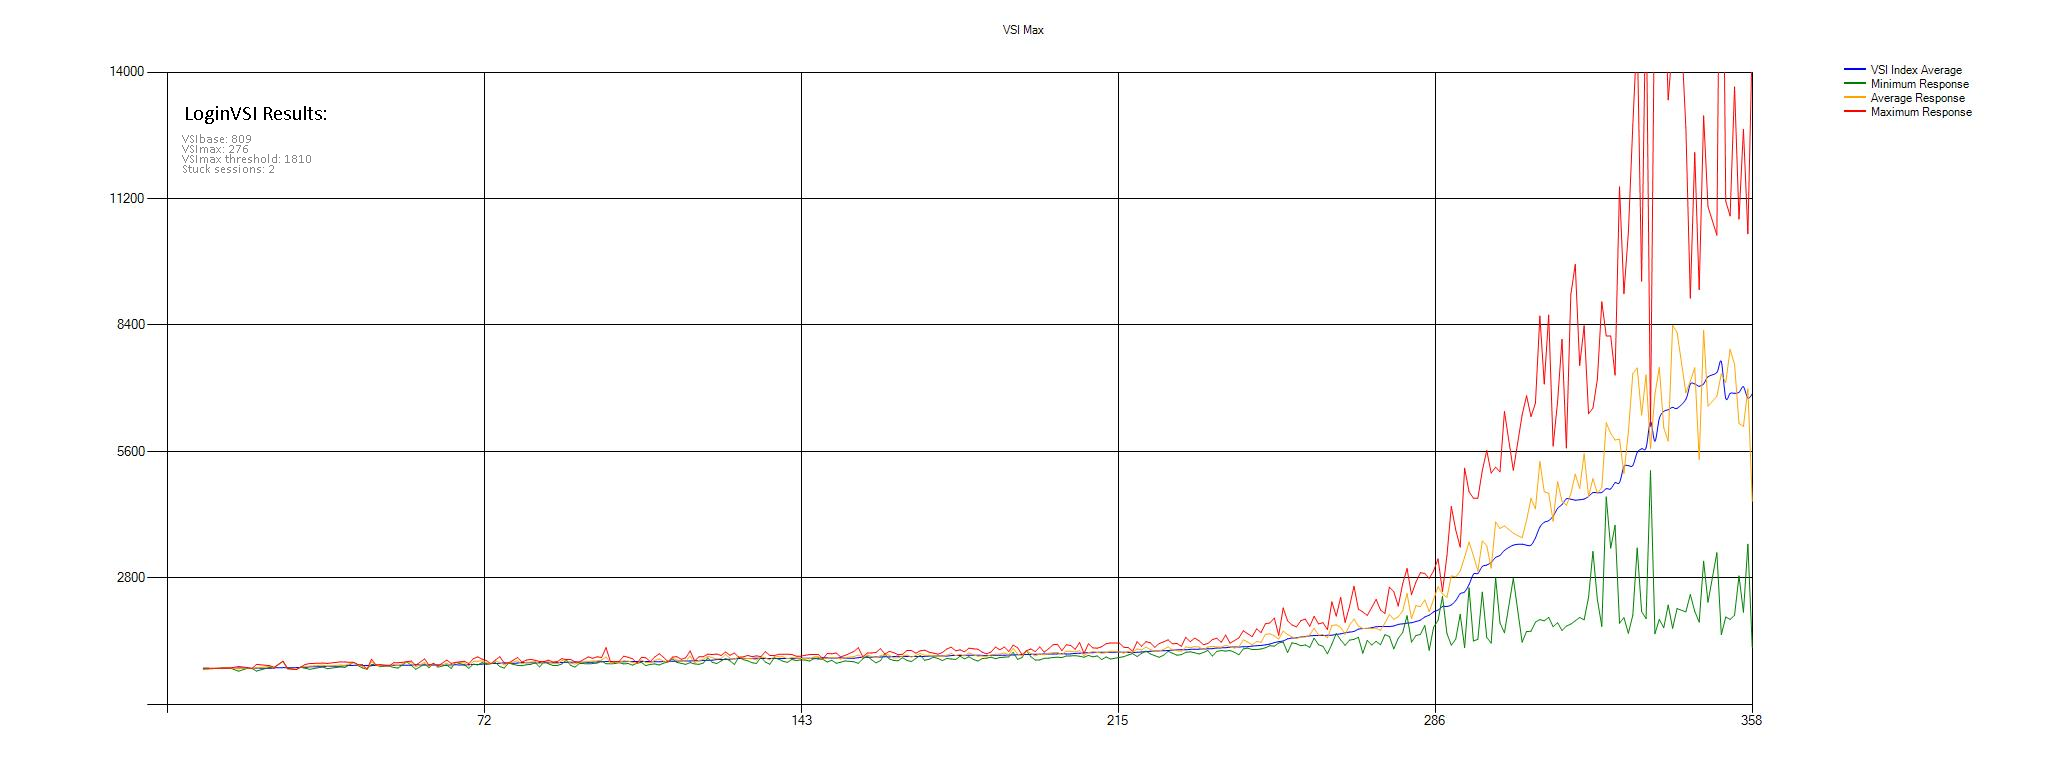 VSI Max
14000
11200
8400
5600
2800
LoginVSI Results:
VSIbase: 809
VSImax: 276
VSImax threshold: 1810
Stuck sessions: 2
VSI Index Average
Minimum Response
Average Response
Maximum Response
72
143
215
286
358